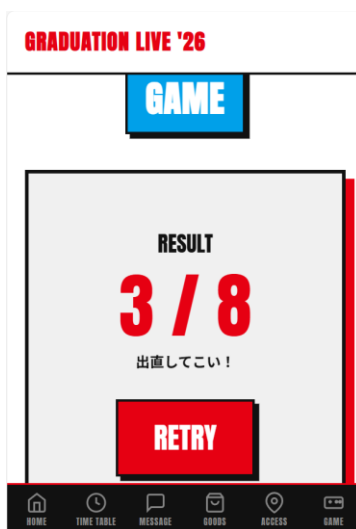 GRADUATION LIVE '26
GAME
RESULT
3 / 8
出直してこい！
RETRY
HOME
TIME TABLE
MESSAGE
GOODS
ACCESS
GAME